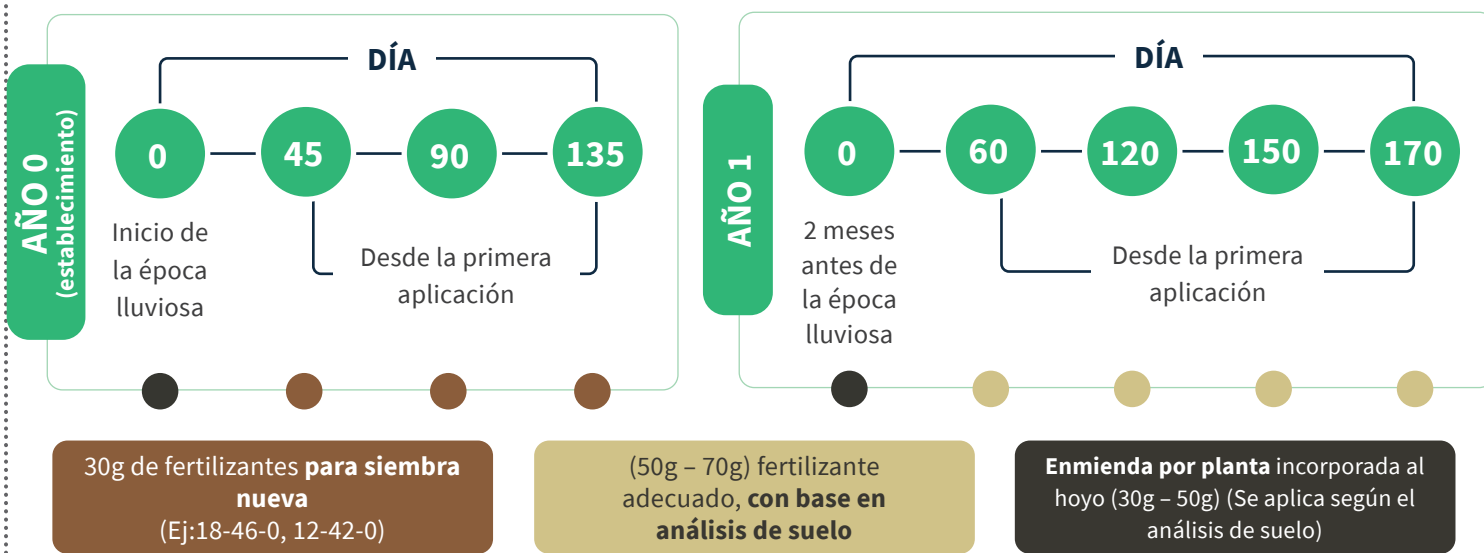 AÑO 0
(establecimiento)
DÍA
0
45
90
135
Inicio de
la época
lluviosa
Desde la primera
aplicación
AÑO 1
DÍA
0
60
120
150
170
2 meses
antes de
la época
lluviosa
Desde la primera
aplicación
30g de fertilizantes para siembra
nueva
(Ej:18-46-0, 12-42-0)
(50g – 70g) fertilizante
adecuado, con base en
análisis de suelo
Enmienda por planta incorporada al
hoyo (30g – 50g) (Se aplica según el
análisis de suelo)